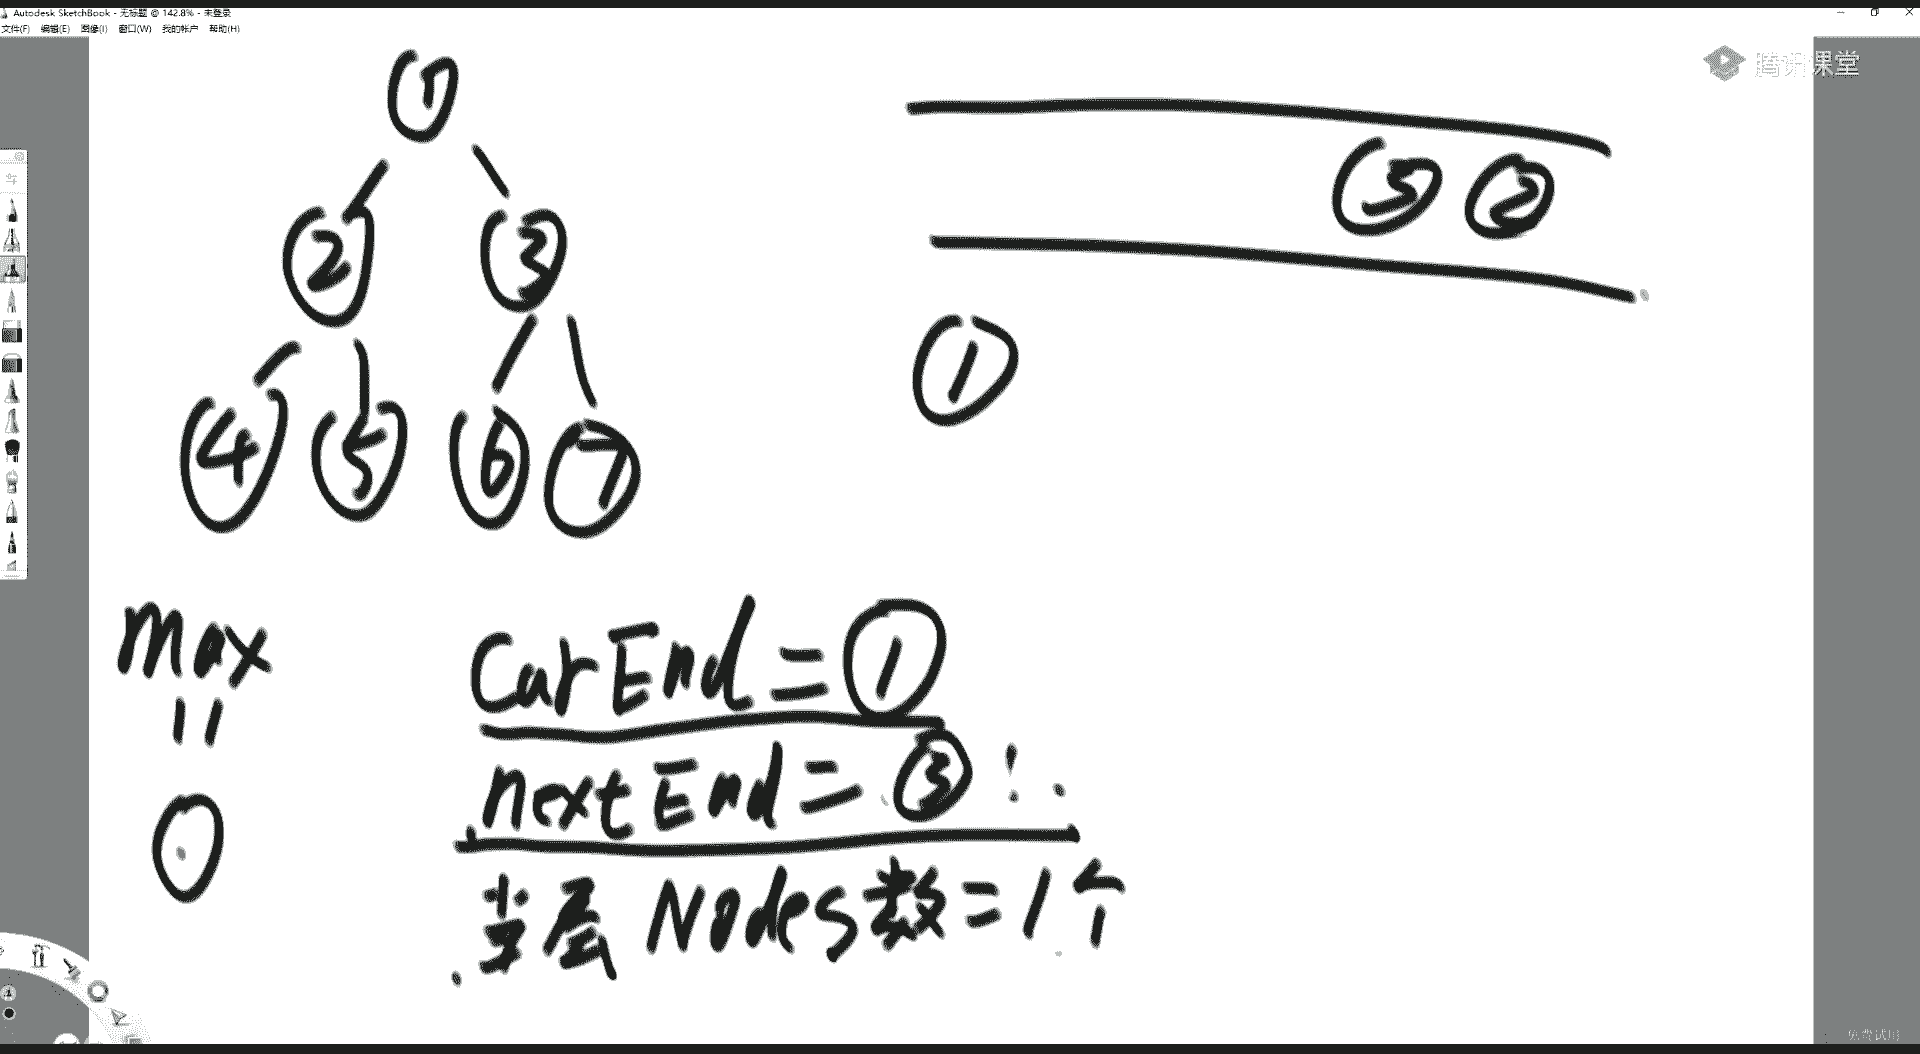 Autodesk SketchBook - 无标题 @ 142.8% - 未登录
文件(F) 编辑(E) 图像(I) 窗口(W) 我的帐户 帮助(H)
腾讯课堂
1
3 2
2 3
1
4 5 6 7
max
=
0
CurEnd = 1
nextEnd = 3
当层 Nodes数 = 1个
免费试用